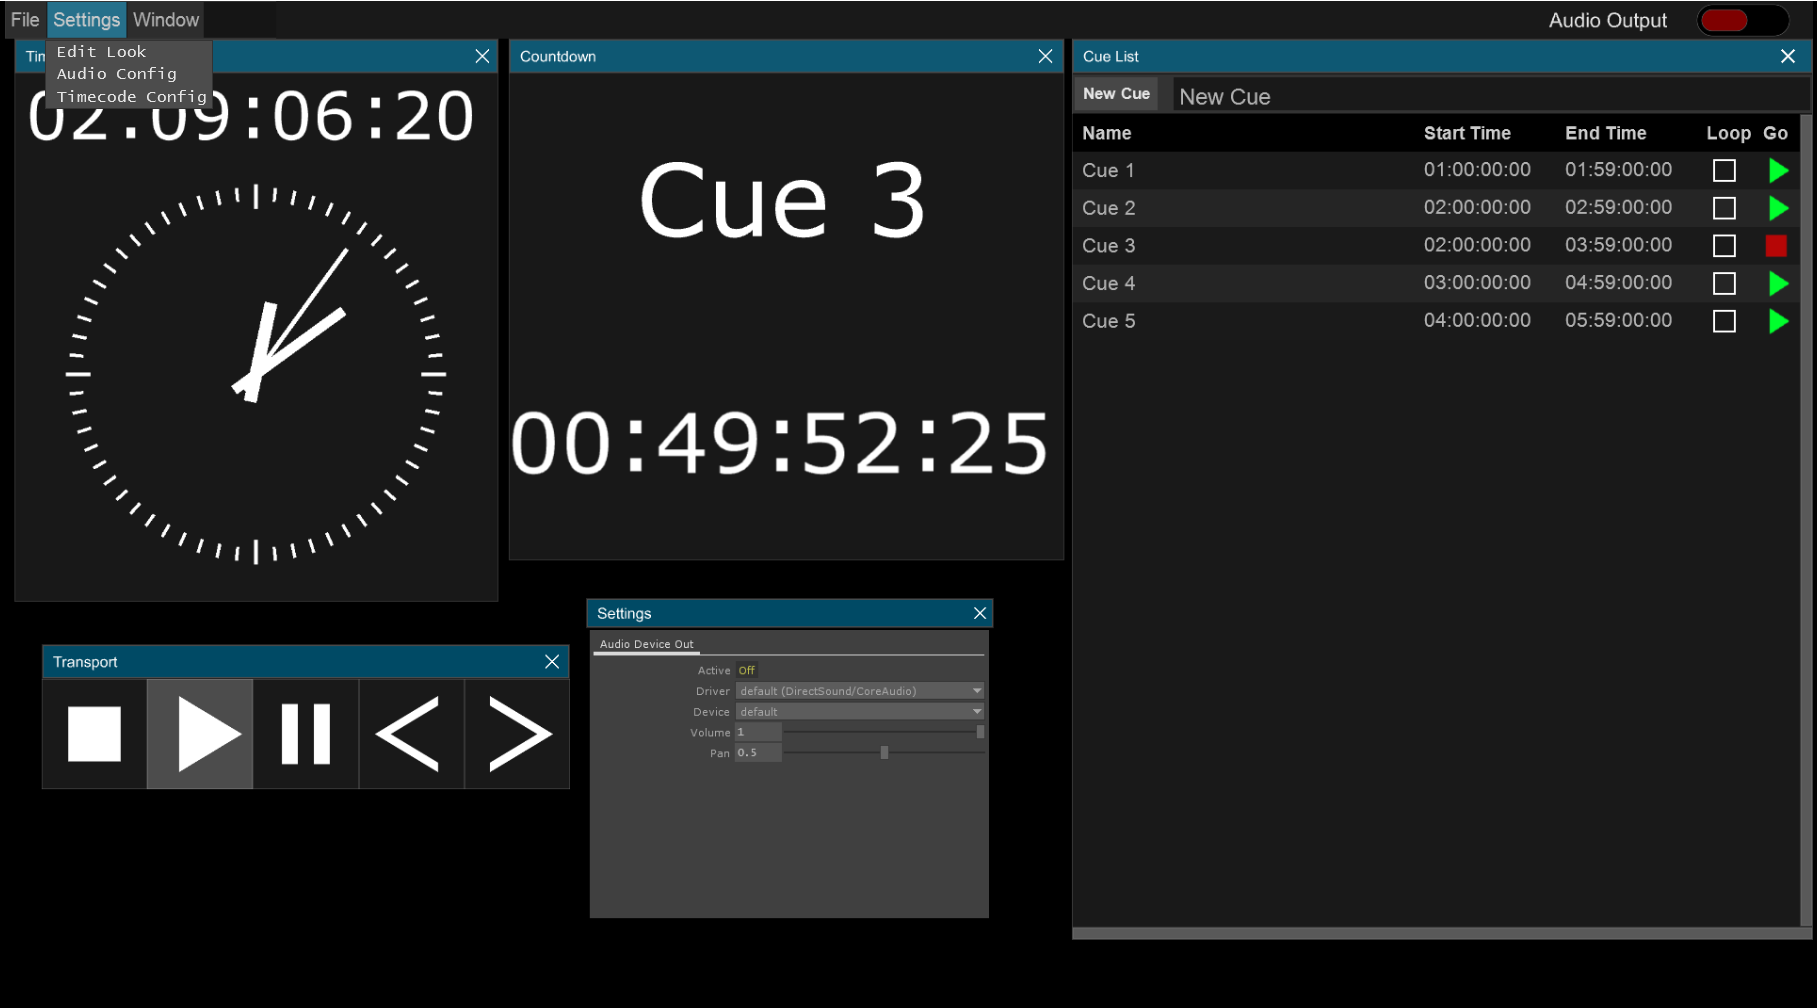 File Settings Window
Audio Output
Edit Look
Audio Config
Timecode Config
02:09:06:20
Countdown
Cue 3
00:49:52:25
Cue List
New Cue New Cue
Name Start Time End Time Loop Go
Cue 1 01:00:00:00 01:59:00:00
Cue 2 02:00:00:00 02:59:00:00
Cue 3 02:00:00:00 03:59:00:00
Cue 4 03:00:00:00 04:59:00:00
Cue 5 04:00:00:00 05:59:00:00
Transport
Settings
Audio Device Out
Active Off
Driver default (DirectSound/CoreAudio)
Device default
Volume 1
Pan 0.5